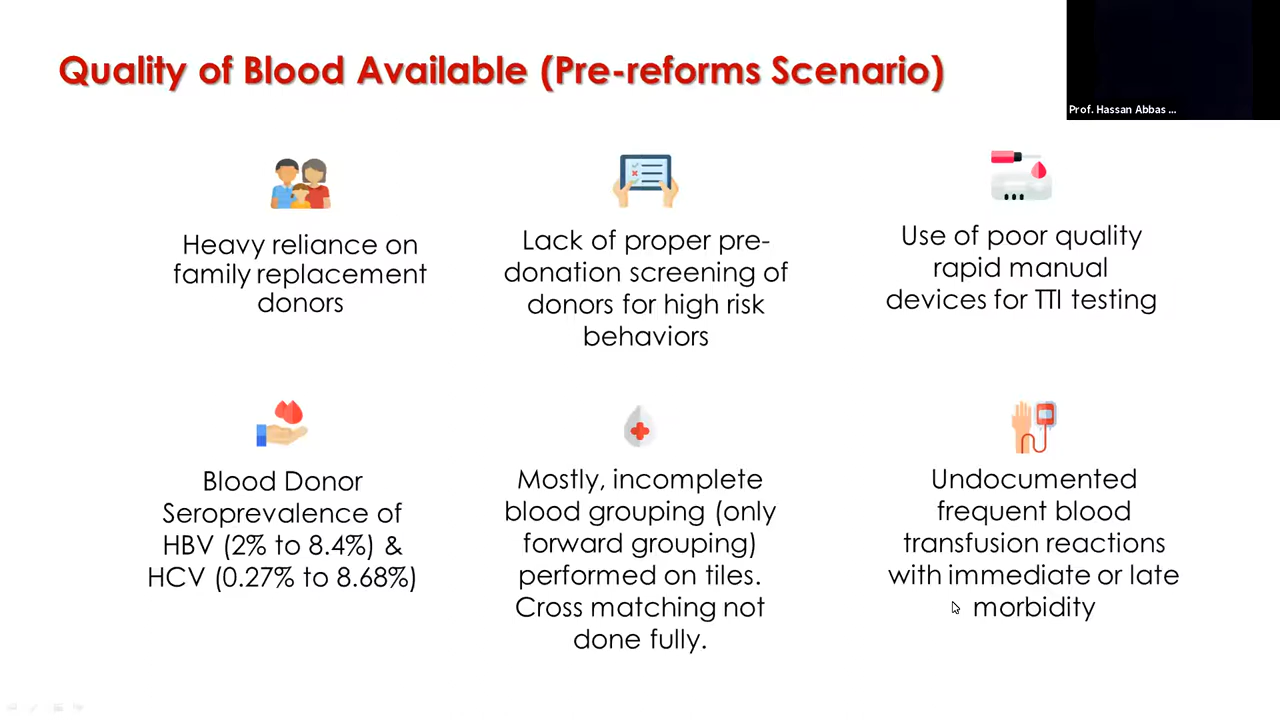 Quality of Blood Available (Pre-reforms Scenario)
Prof. Hassan Abbas ...
Heavy reliance on
family replacement
donors
Lack of proper pre-
donation screening of
donors for high risk
behaviors
Use of poor quality
rapid manual
devices for TTI testing
Blood Donor
Seroprevalence of
HBV (2% to 8.4%) &
HCV (0.27% to 8.68%)
Mostly, incomplete
blood grouping (only
forward grouping)
performed on tiles.
Cross matching not
done fully.
Undocumented
frequent blood
transfusion reactions
with immediate or late
morbidity